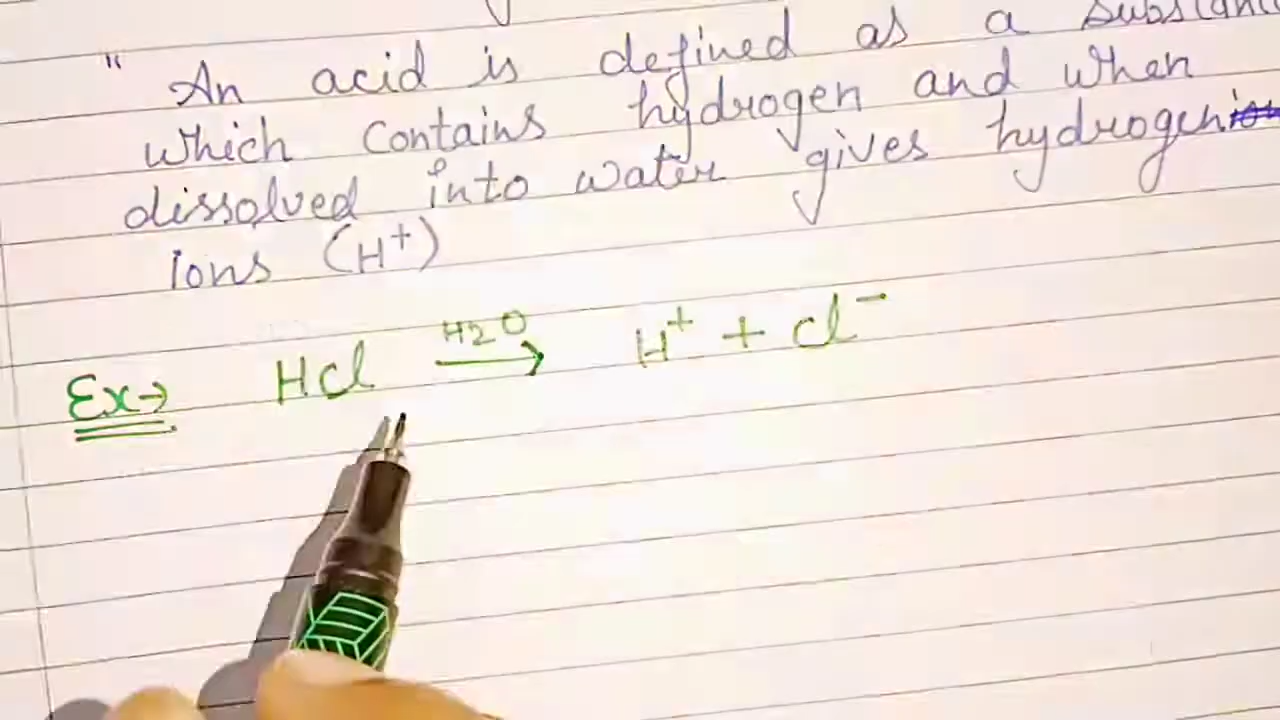 " An acid is defined as a substance
which contains hydrogen and when
dissolved into water gives hydrogen
ions (H⁺)
Ex→ HCl —H2O→ H⁺ + Cl⁻